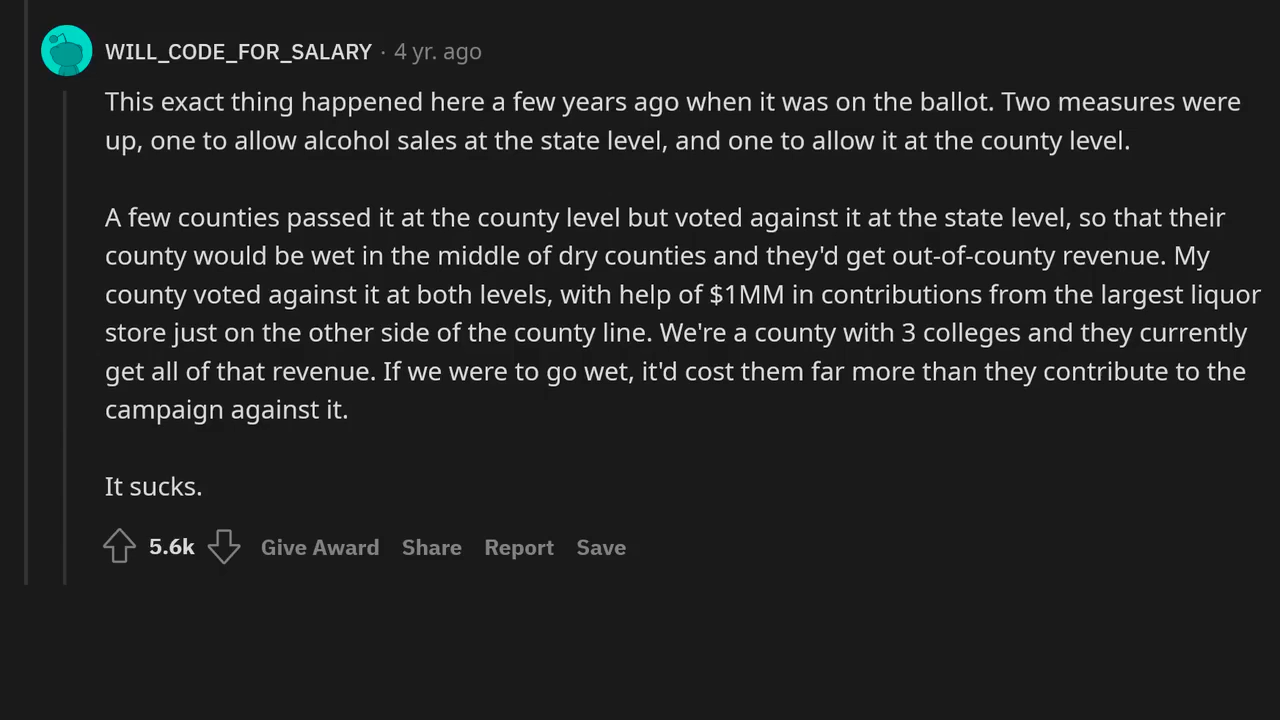 WILL_CODE_FOR_SALARY · 4 yr. ago
This exact thing happened here a few years ago when it was on the ballot. Two measures were
up, one to allow alcohol sales at the state level, and one to allow it at the county level.
A few counties passed it at the county level but voted against it at the state level, so that their
county would be wet in the middle of dry counties and they'd get out-of-county revenue. My
county voted against it at both levels, with help of $1MM in contributions from the largest liquor
store just on the other side of the county line. We're a county with 3 colleges and they currently
get all of that revenue. If we were to go wet, it'd cost them far more than they contribute to the
campaign against it.
It sucks.
5.6k Give Award Share Report Save